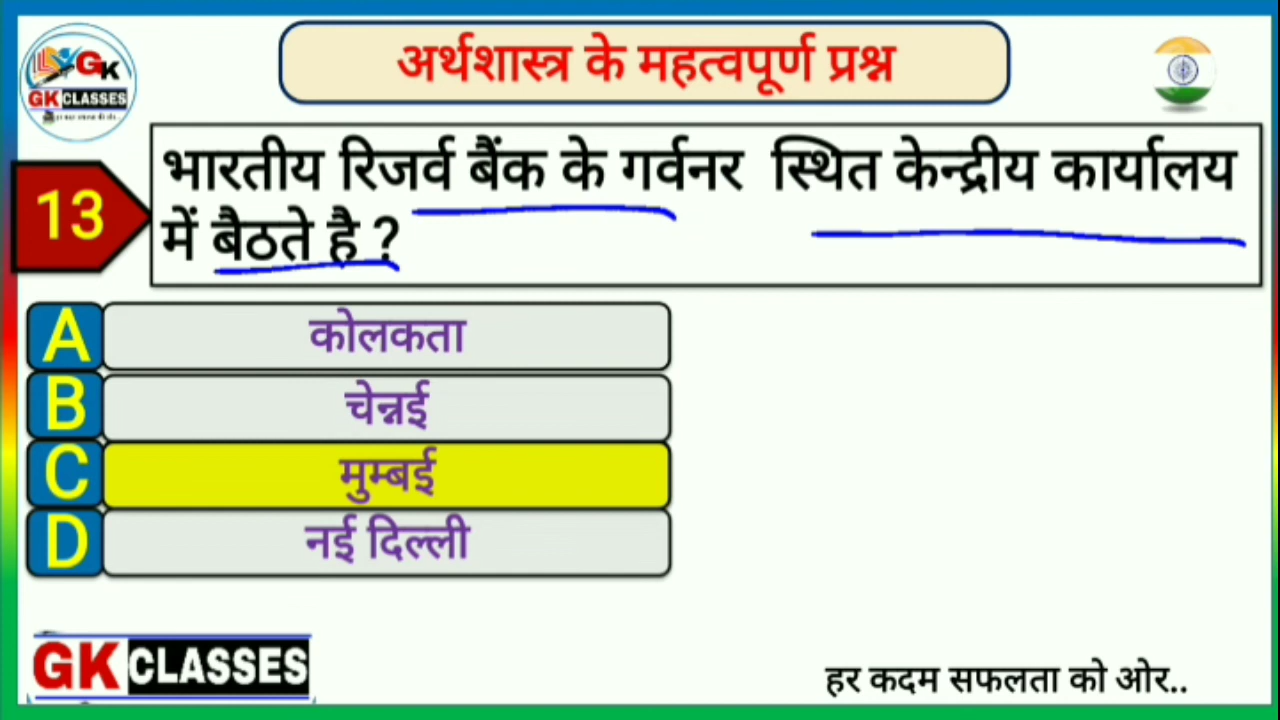 GK
GK CLASSES
अर्थशास्त्र के महत्वपूर्ण प्रश्न
13
भारतीय रिजर्व बैंक के गर्वनर स्थित केन्द्रीय कार्यालय
में बैठते है ?
A कोलकता
B चेन्नई
C मुम्बई
D नई दिल्ली
GK CLASSES
हर कदम सफलता को ओर..